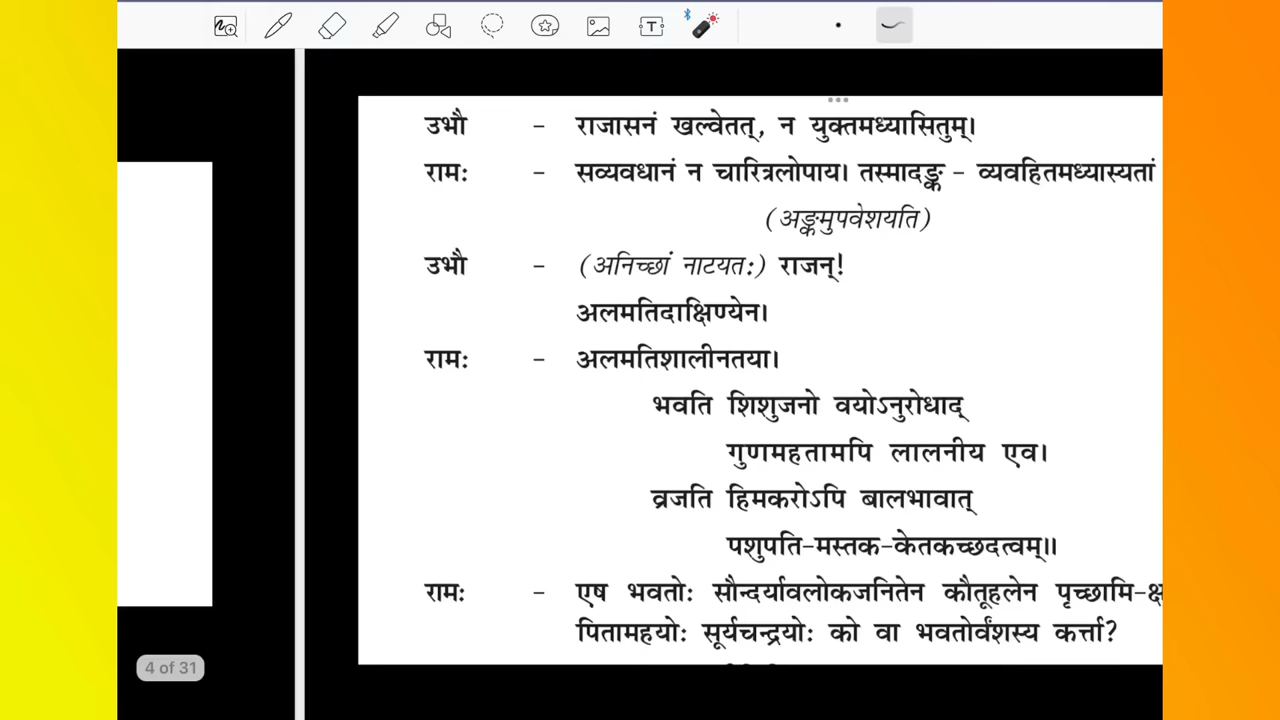 उभौ - राजासनं खल्वेतत्, न युक्तमध्यासितुम्।
रामः - सव्यवधानं न चारित्रलोपाय। तस्मादङ्क - व्यवहितमध्यास्यतां
(अङ्कमुपवेशयति)
उभौ - (अनिच्छां नाटयतः) राजन्!
अलमतिदाक्षिण्येन।
रामः - अलमतिशालीनतया।
भवति शिशुजनो वयोऽनुरोधाद्
गुणमहतामपि लालनीय एव।
व्रजति हिमकरोऽपि बालभावात्
पशुपति-मस्तक-केतकच्छदत्वम्॥
रामः - एष भवतोः सौन्दर्यावलोकजनितेन कौतूहलेन पृच्छामि-क्ष
पितामहयोः सूर्यचन्द्रयोः को वा भवतोर्वंशस्य कर्त्ता?
4 of 31